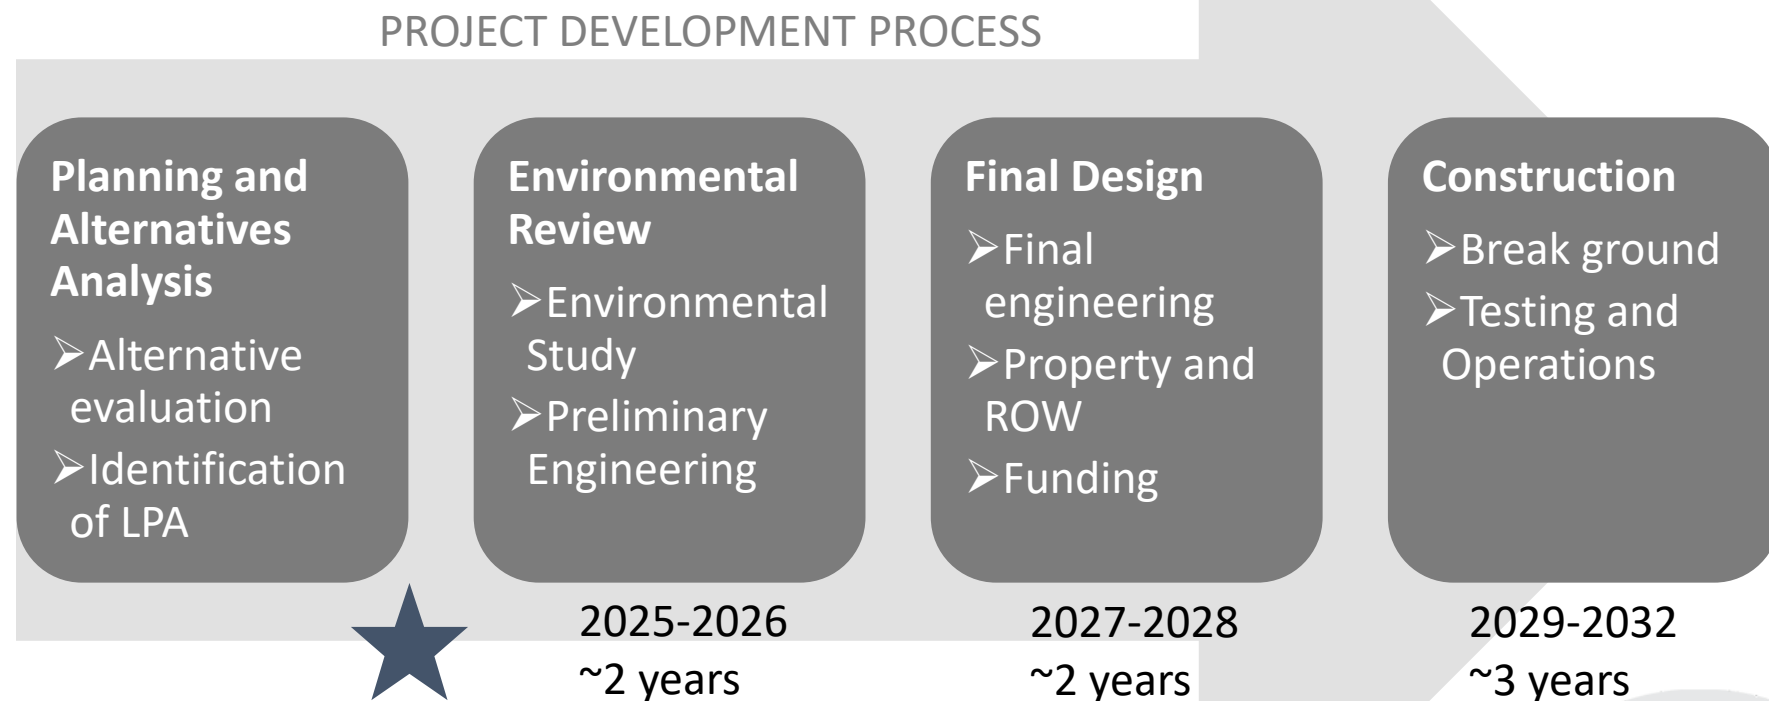 PROJECT DEVELOPMENT PROCESS
Planning and
Alternatives
Analysis
➢Alternative
evaluation
➢Identification
of LPA
Environmental
Review
➢Environmental
Study
➢Preliminary
Engineering
Final Design
➢Final
engineering
➢Property and
ROW
➢Funding
Construction
➢Break ground
➢Testing and
Operations
2025-2026
~2 years
2027-2028
~2 years
2029-2032
~3 years